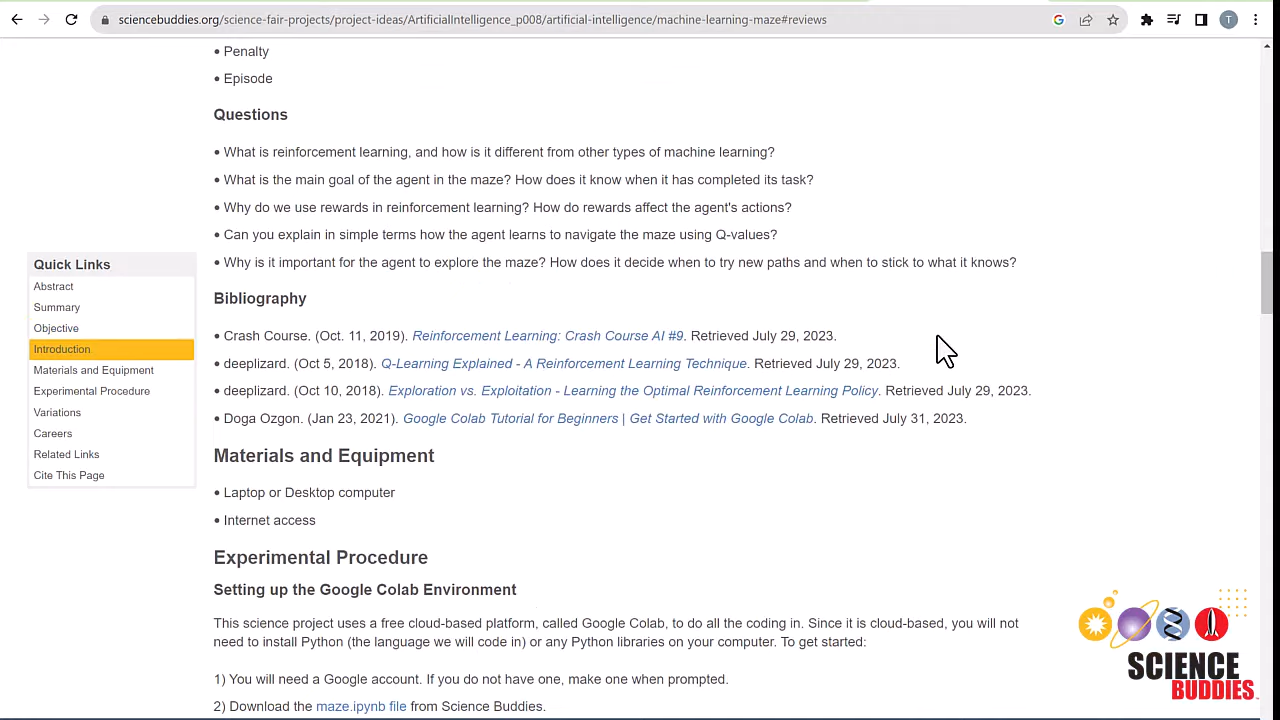 sciencebuddies.org/science-fair-projects/project-ideas/ArtificialIntelligence_p008/artificial-intelligence/machine-learning-maze#reviews
T
• Penalty
• Episode
Questions
• What is reinforcement learning, and how is it different from other types of machine learning?
• What is the main goal of the agent in the maze? How does it know when it has completed its task?
• Why do we use rewards in reinforcement learning? How do rewards affect the agent's actions?
• Can you explain in simple terms how the agent learns to navigate the maze using Q-values?
• Why is it important for the agent to explore the maze? How does it decide when to try new paths and when to stick to what it knows?
Quick Links
Abstract
Summary
Objective
Introduction
Materials and Equipment
Experimental Procedure
Variations
Careers
Related Links
Cite This Page
Bibliography
• Crash Course. (Oct. 11, 2019). Reinforcement Learning: Crash Course AI #9. Retrieved July 29, 2023.
• deeplizard. (Oct 5, 2018). Q-Learning Explained - A Reinforcement Learning Technique. Retrieved July 29, 2023.
• deeplizard. (Oct 10, 2018). Exploration vs. Exploitation - Learning the Optimal Reinforcement Learning Policy. Retrieved July 29, 2023.
• Doga Ozgon. (Jan 23, 2021). Google Colab Tutorial for Beginners | Get Started with Google Colab. Retrieved July 31, 2023.
Materials and Equipment
• Laptop or Desktop computer
• Internet access
Experimental Procedure
Setting up the Google Colab Environment
This science project uses a free cloud-based platform, called Google Colab, to do all the coding in. Since it is cloud-based, you will not
need to install Python (the language we will code in) or any Python libraries on your computer. To get started:
1) You will need a Google account. If you do not have one, make one when prompted.
2) Download the maze.ipynb file from Science Buddies.
SCIENCE
BUDDIES